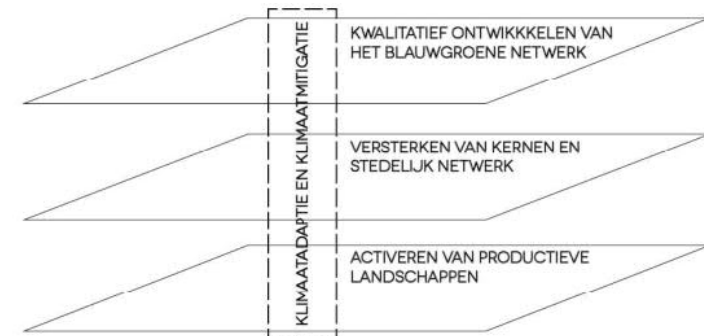 KWALITATIEF ONTWIKKKELEN VAN
HET BLAUWGROENE NETWERK
KLIMAATADAPTIE EN KLIMAATMITIGATIE
VERSTERKEN VAN KERNEN EN
STEDELIJK NETWERK
ACTIVEREN VAN PRODUCTIEVE
LANDSCHAPPEN